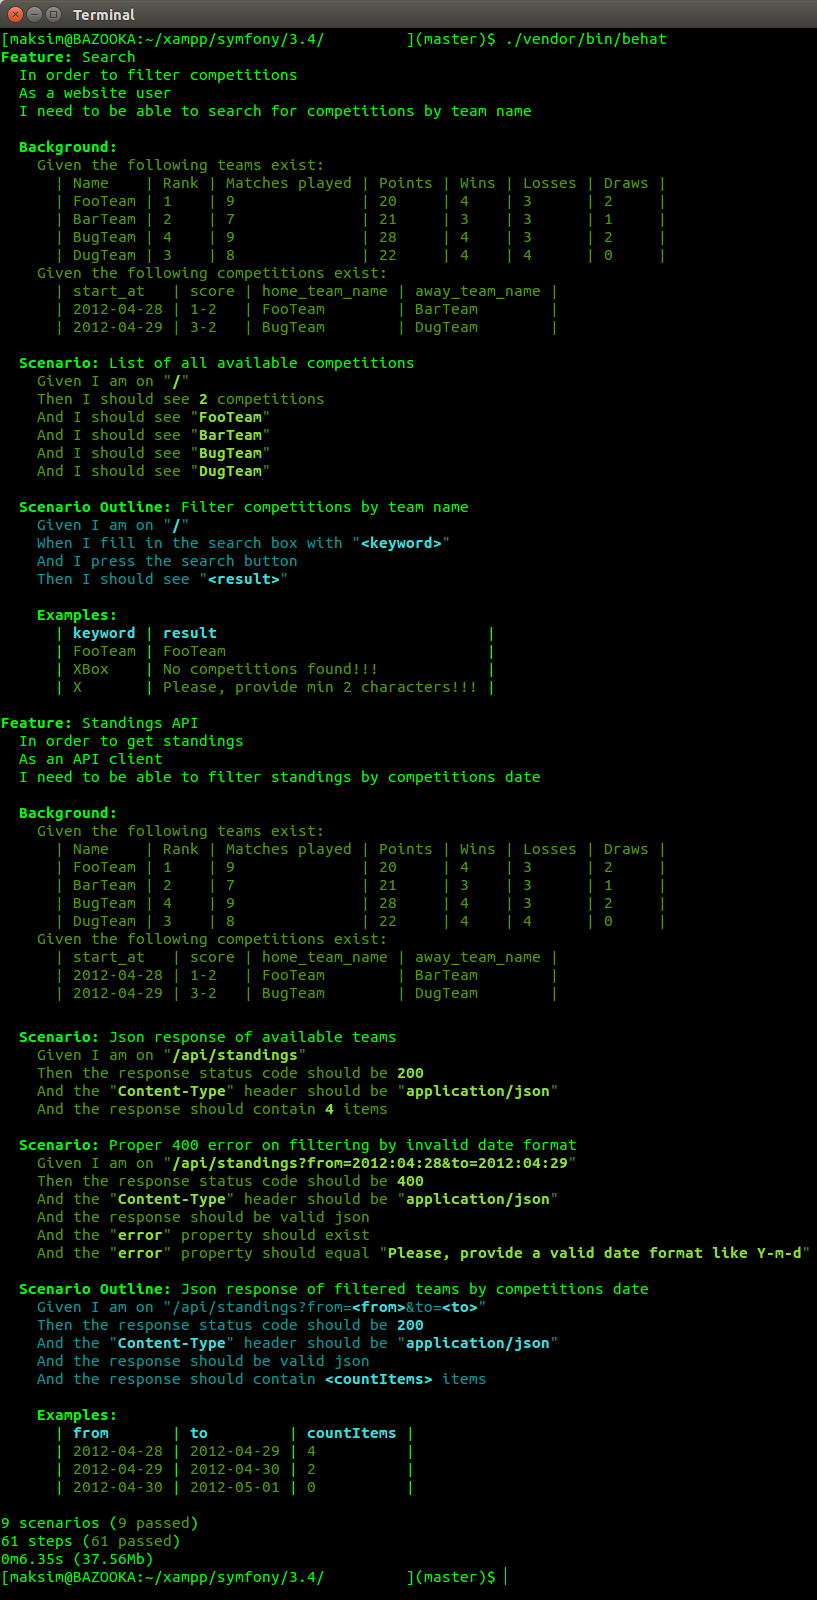 Terminal
[maksim@BAZOOKA:~/xampp/symfony/3.4/         ](master)$ ./vendor/bin/behat
Feature: Search
  In order to filter competitions
  As a website user
  I need to be able to search for competitions by team name

  Background:
    Given the following teams exist:
      | Name    | Rank | Matches played | Points | Wins | Losses | Draws |
      | FooTeam | 1    | 9              | 20     | 4    | 3      | 2     |
      | BarTeam | 2    | 7              | 21     | 3    | 3      | 1     |
      | BugTeam | 4    | 9              | 28     | 4    | 3      | 2     |
      | DugTeam | 3    | 8              | 22     | 4    | 4      | 0     |
    Given the following competitions exist:
      | start_at   | score | home_team_name | away_team_name |
      | 2012-04-28 | 1-2   | FooTeam        | BarTeam        |
      | 2012-04-29 | 3-2   | BugTeam        | DugTeam        |

  Scenario: List of all available competitions
    Given I am on "/"
    Then I should see 2 competitions
    And I should see "FooTeam"
    And I should see "BarTeam"
    And I should see "BugTeam"
    And I should see "DugTeam"

  Scenario Outline: Filter competitions by team name
    Given I am on "/"
    When I fill in the search box with "<keyword>"
    And I press the search button
    Then I should see "<result>"

    Examples:
      | keyword | result                              |
      | FooTeam | FooTeam                             |
      | XBox    | No competitions found!!!            |
      | X       | Please, provide min 2 characters!!! |

Feature: Standings API
  In order to get standings
  As an API client
  I need to be able to filter standings by competitions date

  Background:
    Given the following teams exist:
      | Name    | Rank | Matches played | Points | Wins | Losses | Draws |
      | FooTeam | 1    | 9              | 20     | 4    | 3      | 2     |
      | BarTeam | 2    | 7              | 21     | 3    | 3      | 1     |
      | BugTeam | 4    | 9              | 28     | 4    | 3      | 2     |
      | DugTeam | 3    | 8              | 22     | 4    | 4      | 0     |
    Given the following competitions exist:
      | start_at   | score | home_team_name | away_team_name |
      | 2012-04-28 | 1-2   | FooTeam        | BarTeam        |
      | 2012-04-29 | 3-2   | BugTeam        | DugTeam        |

  Scenario: Json response of available teams
    Given I am on "/api/standings"
    Then the response status code should be 200
    And the "Content-Type" header should be "application/json"
    And the response should contain 4 items

  Scenario: Proper 400 error on filtering by invalid date format
    Given I am on "/api/standings?from=2012:04:28&to=2012:04:29"
    Then the response status code should be 400
    And the "Content-Type" header should be "application/json"
    And the response should be valid json
    And the "error" property should exist
    And the "error" property should equal "Please, provide a valid date format like Y-m-d"

  Scenario Outline: Json response of filtered teams by competitions date
    Given I am on "/api/standings?from=<from>&to=<to>"
    Then the response status code should be 200
    And the "Content-Type" header should be "application/json"
    And the response should be valid json
    And the response should contain <countItems> items

    Examples:
      | from       | to         | countItems |
      | 2012-04-28 | 2012-04-29 | 4          |
      | 2012-04-29 | 2012-04-30 | 2          |
      | 2012-04-30 | 2012-05-01 | 0          |

9 scenarios (9 passed)
61 steps (61 passed)
0m6.35s (37.56Mb)
[maksim@BAZOOKA:~/xampp/symfony/3.4/         ](master)$